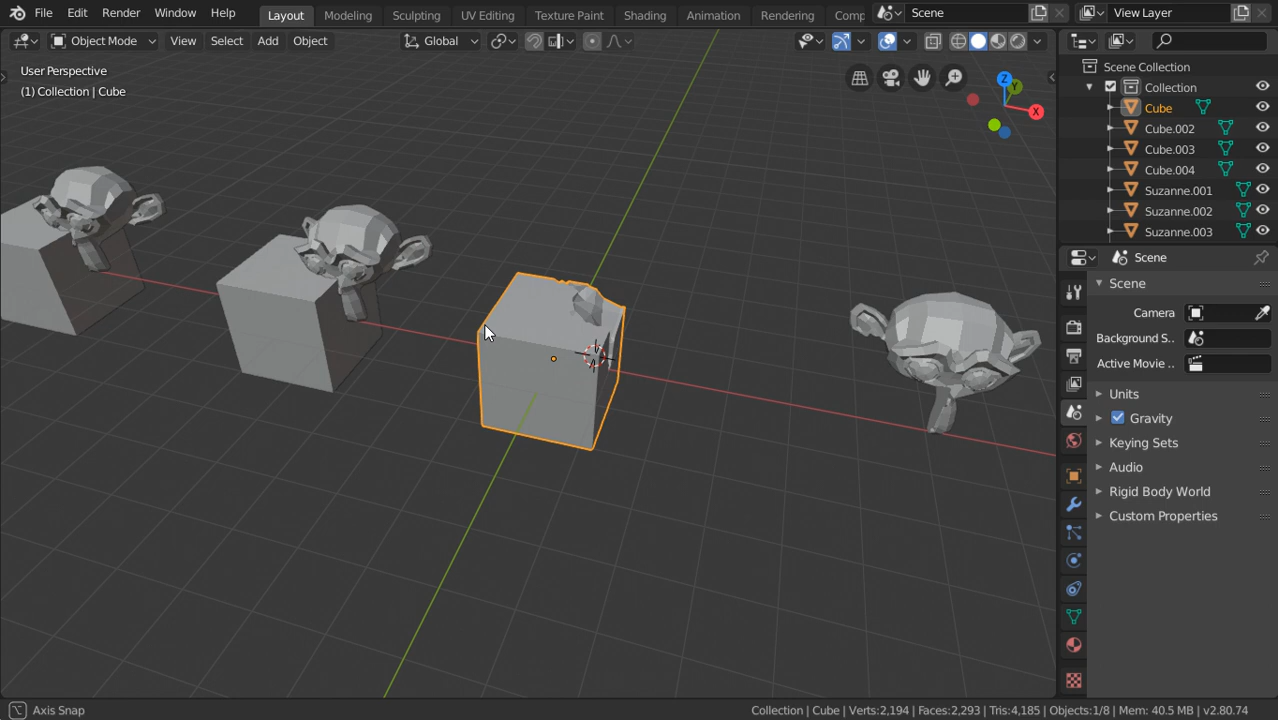 File Edit Render Window Help Layout Modeling Sculpting UV Editing Texture Paint Shading Animation Rendering Comp Scene View Layer
Object Mode View Select Add Object Global
User Perspective
(1) Collection | Cube
Z
Y
X
Scene Collection
Collection
Cube
Cube.002
Cube.003
Cube.004
Suzanne.001
Suzanne.002
Suzanne.003
Scene
Scene
Camera
Background S..
Active Movie ..
Units
Gravity
Keying Sets
Audio
Rigid Body World
Custom Properties
Axis Snap
Collection | Cube | Verts:2,194 | Faces:2,293 | Tris:4,185 | Objects:1/8 | Mem: 40.5 MB | v2.80.74